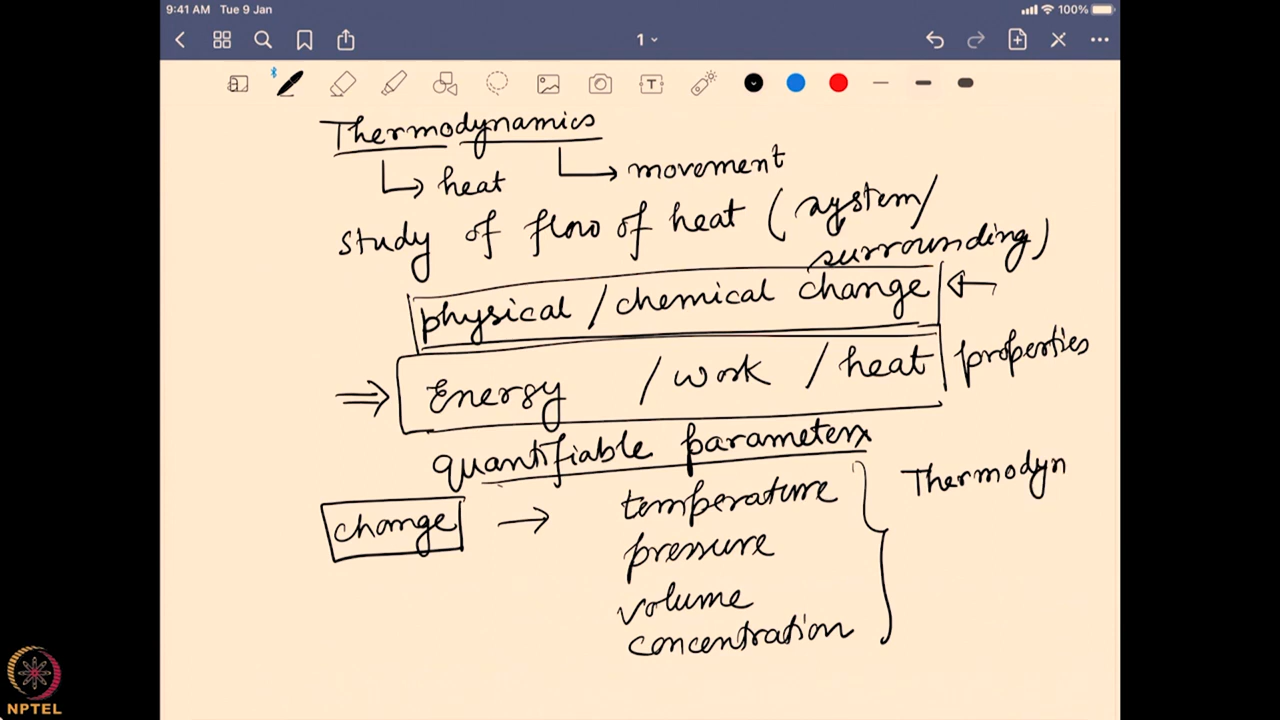 9:41 AM Tue 9 Jan
100%
1
T
Thermodynamics
heat
movement
study of flow of heat (system/
surrounding)
physical / chemical change
Energy / work / heat
properties
quantifiable parameters
change → temperature
pressure
volume
concentration
Thermodyn
NPTEL